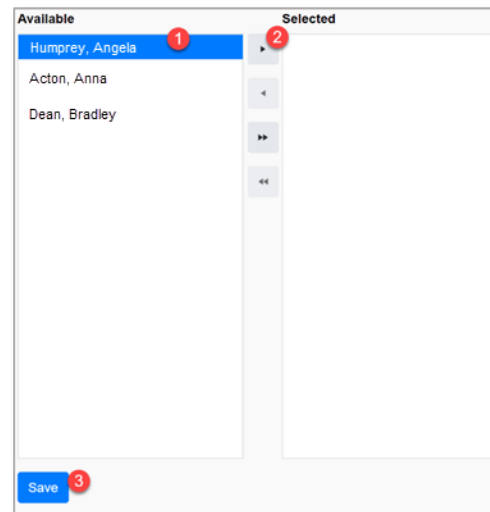 Available Selected
Humprey, Angela 1 2
Acton, Anna
Dean, Bradley
Save 3